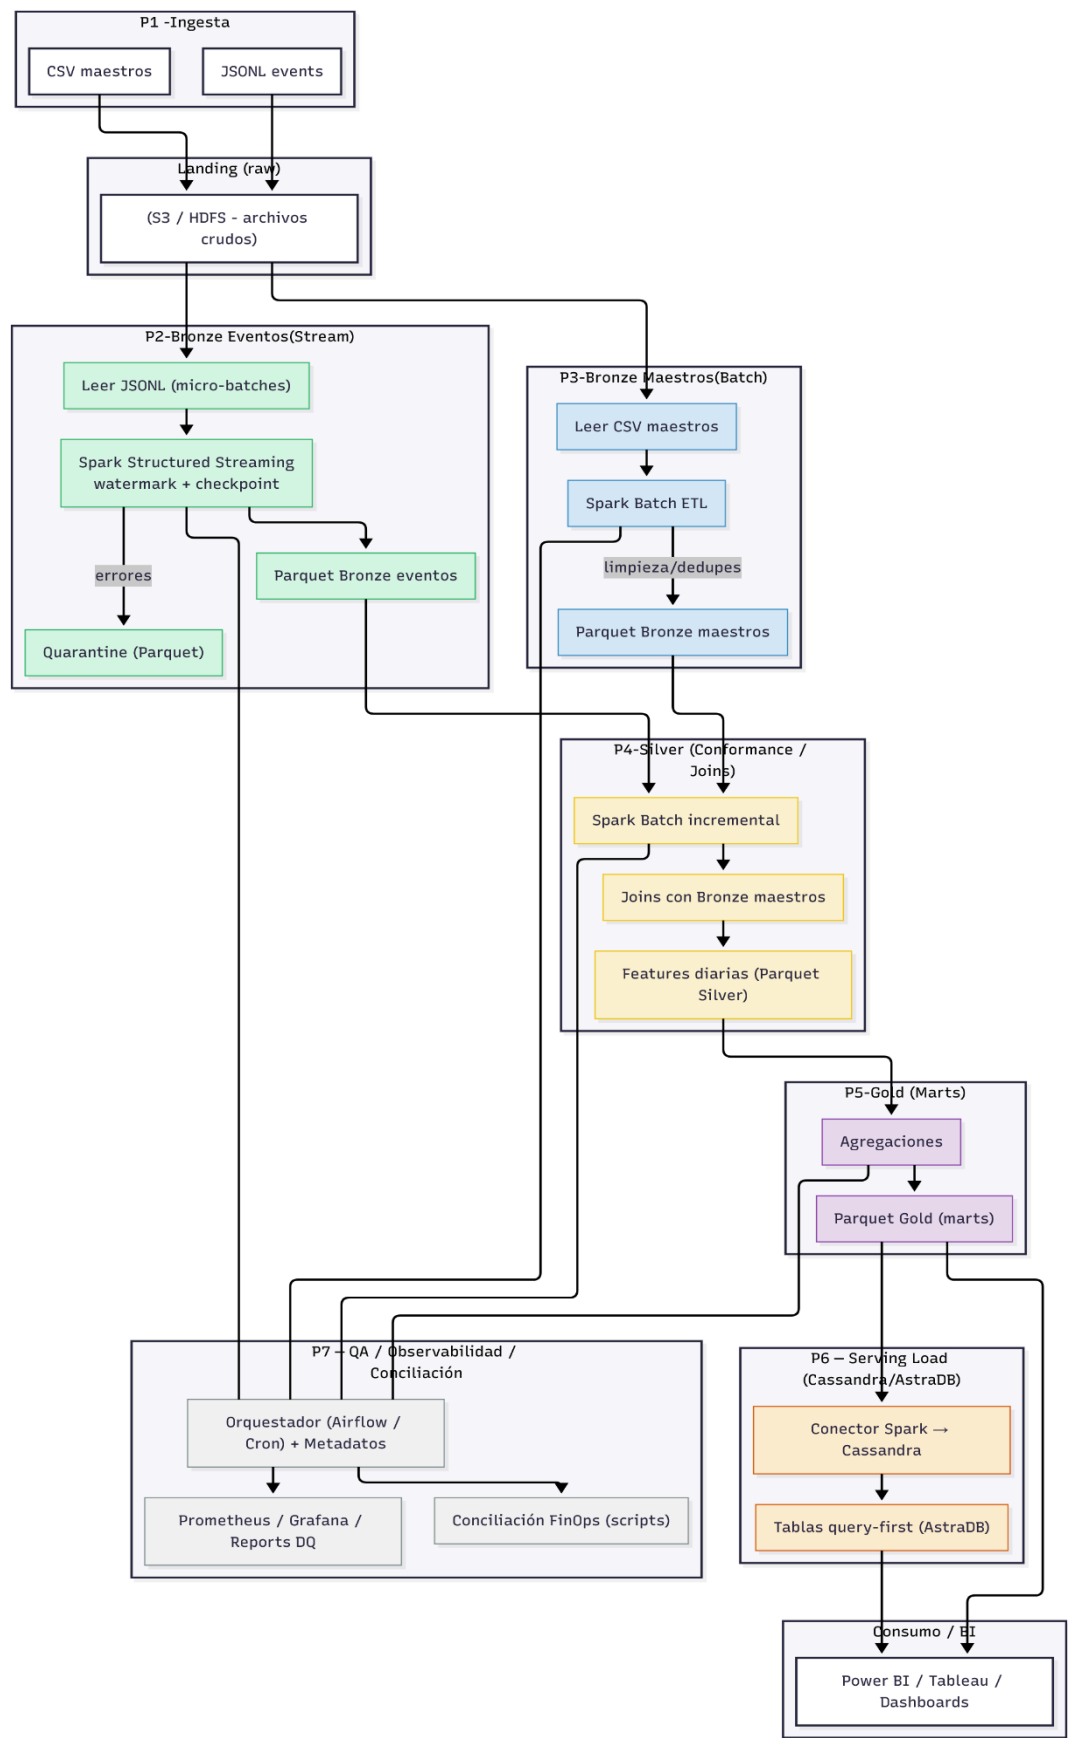 P1 -Ingesta
CSV maestros
JSONL events
Landing (raw)
(S3 / HDFS - archivos
crudos)
P2-Bronze Eventos(Stream)
Leer JSONL (micro-batches)
Spark Structured Streaming
watermark + checkpoint
errores
Parquet Bronze eventos
Quarantine (Parquet)
P3-Bronze Maestros(Batch)
Leer CSV maestros
Spark Batch ETL
limpieza/dedupes
Parquet Bronze maestros
P4-Silver (Conformance /
Joins)
Spark Batch incremental
Joins con Bronze maestros
Features diarias (Parquet
Silver)
P5-Gold (Marts)
Agregaciones
Parquet Gold (marts)
P7 – QA / Observabilidad /
Conciliación
Orquestador (Airflow /
Cron) + Metadatos
Prometheus / Grafana /
Reports DQ
Conciliación FinOps (scripts)
P6 – Serving Load
(Cassandra/AstraDB)
Conector Spark →
Cassandra
Tablas query-first (AstraDB)
Consumo / BI
Power BI / Tableau /
Dashboards